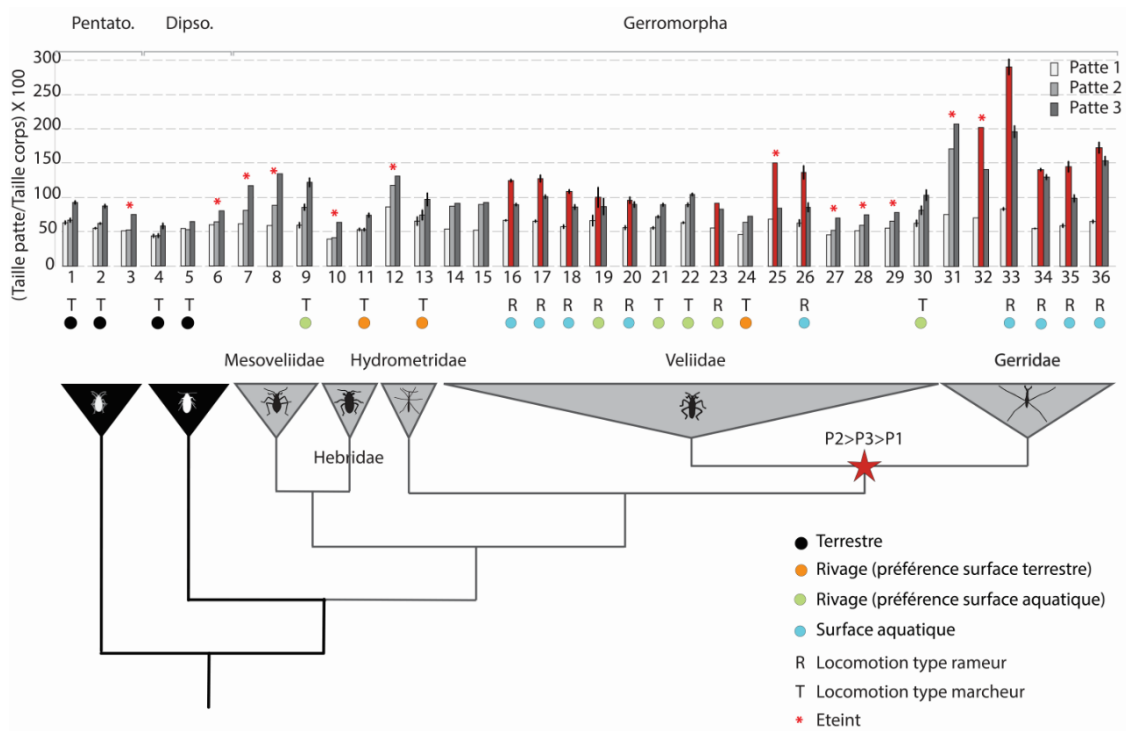 Pentato. Dipso. Gerromorpha
(Taille patte/Taille corps) X 100
300
250
200
150
100
50
0
Patte 1
Patte 2
Patte 3
* * * * * * * * * * * *
1 2 3 4 5 6 7 8 9 10 11 12 13 14 15 16 17 18 19 20 21 22 23 24 25 26 27 28 29 30 31 32 33 34 35 36
T T T T T T T R R R R R T T R T R T R R R R
Mesoveliidae Hydrometridae Veliidae Gerridae
Hebridae
P2>P3>P1
Terrestre
Rivage (préférence surface terrestre)
Rivage (préférence surface aquatique)
Surface aquatique
R Locomotion type rameur
T Locomotion type marcheur
* Eteint